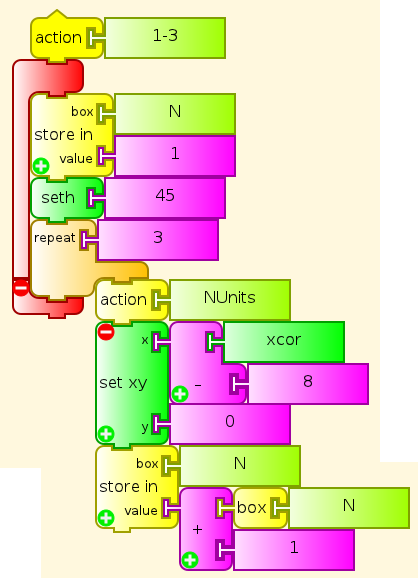 action 1-3
box N
store in
value 1
seth 45
repeat 3
action NUnits
x xcor
set xy
- 8
y 0
box N
store in
value box N
+
1